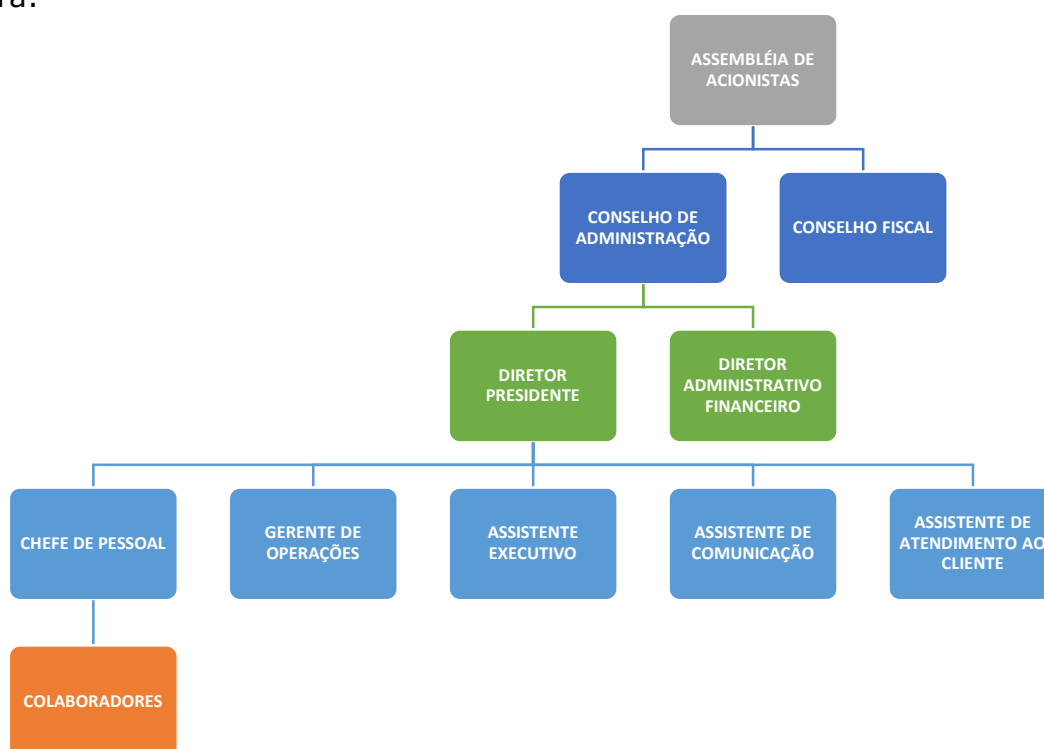 ASSEMBLÉIA DE
ACIONISTAS
CONSELHO DE
ADMINISTRAÇÃO
CONSELHO FISCAL
DIRETOR
PRESIDENTE
DIRETOR
ADMINISTRATIVO
FINANCEIRO
CHEFE DE PESSOAL
GERENTE DE
OPERAÇÕES
ASSISTENTE
EXECUTIVO
ASSISTENTE DE
COMUNICAÇÃO
ASSISTENTE DE
ATENDIMENTO AO
CLIENTE
COLABORADORES